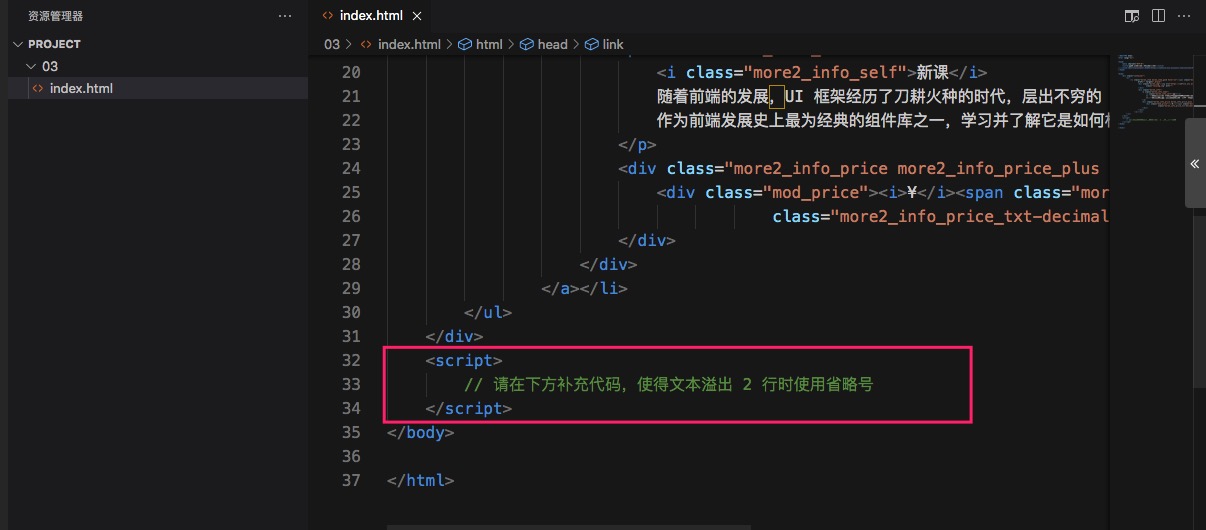 资源管理器
···
index.html
···
PROJECT
03
index.html
03 > index.html > html > head > link
20 <i class="more2_info_self">新课</i>
21 随着前端的发展，UI 框架经历了刀耕火种的时代，层出不穷的
22 作为前端发展史上最为经典的组件库之一，学习并了解它是如何
23 </p>
24 <div class="more2_info_price more2_info_price_plus
25 <div class="mod_price"><i>¥</i><span class="mor
26 class="more2_info_price_txt-decimal
27 </div>
28 </div>
29 </a></li>
30 </ul>
31 </div>
32 <script>
33 // 请在下方补充代码，使得文本溢出 2 行时使用省略号
34 </script>
35 </body>
36
37 </html>